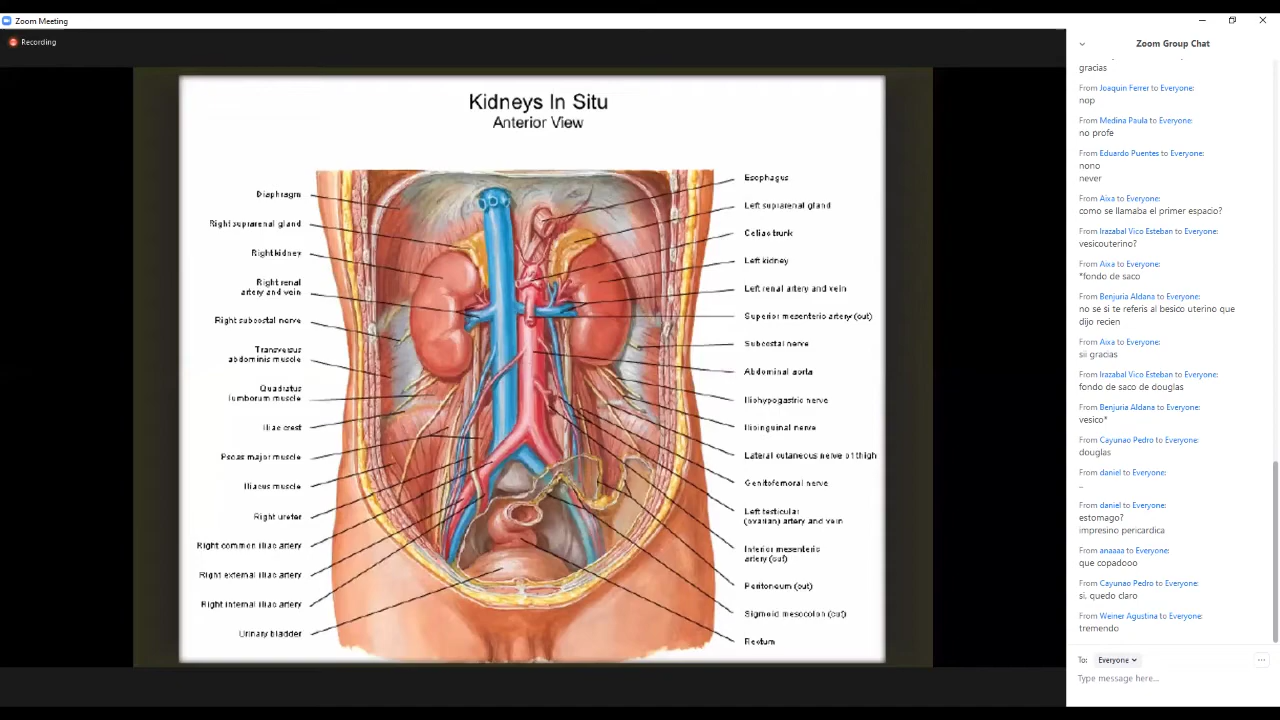 Zoom Meeting
Recording
Kidneys In Situ
Anterior View
Diaphragm
Right suprarenal gland
Right kidney
Right renal
artery and vein
Right subcostal nerve
Transversus
abdominis muscle
Quadratus
lumborum muscle
Iliac crest
Psoas major muscle
Iliacus muscle
Right ureter
Right common iliac artery
Right external iliac artery
Right internal iliac artery
Urinary bladder
Esophagus
Left suprarenal gland
Celiac trunk
Left kidney
Left renal artery and vein
Superior mesenteric artery (cut)
Subcostal nerve
Abdominal aorta
Iliohypogastric nerve
Ilioinguinal nerve
Lateral cutaneous nerve of thigh
Genitofemoral nerve
Left testicular
(ovarian) artery and vein
Inferior mesenteric
artery (cut)
Peritoneum (cut)
Sigmoid mesocolon (cut)
Rectum
Zoom Group Chat
gracias
From Joaquin Ferrer to Everyone:
nop
From Medina Paula to Everyone:
no profe
From Eduardo Puentes to Everyone:
nono
never
From Aixa to Everyone:
como se llamaba el primer espacio?
From Irazabal Vico Esteban to Everyone:
vesicouterino?
From Aixa to Everyone:
*fondo de saco
From Benjuria Aldana to Everyone:
no se si te referis al besico uterino que
dijo recien
From Aixa to Everyone:
sii gracias
From Irazabal Vico Esteban to Everyone:
fondo de saco de douglas
From Benjuria Aldana to Everyone:
vesico*
From Cayunao Pedro to Everyone:
douglas
From daniel to Everyone:
_
From daniel to Everyone:
estomago?
impresino pericardica
From anaaaa to Everyone:
que copadooo
From Cayunao Pedro to Everyone:
si, quedo claro
From Weiner Agustina to Everyone:
tremendo
To: Everyone
Type message here...